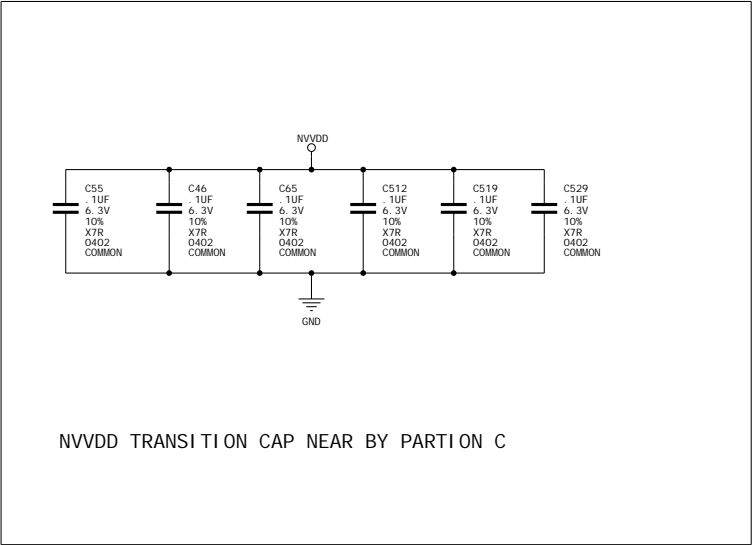 NVVDD
C55
.1UF
6.3V
10%
X7R
0402
COMMON
C46
.1UF
6.3V
10%
X7R
0402
COMMON
C65
.1UF
6.3V
10%
X7R
0402
COMMON
C512
.1UF
6.3V
10%
X7R
0402
COMMON
C519
.1UF
6.3V
10%
X7R
0402
COMMON
C529
.1UF
6.3V
10%
X7R
0402
COMMON
GND
NVVDD TRANSITION CAP NEAR BY PARTION C